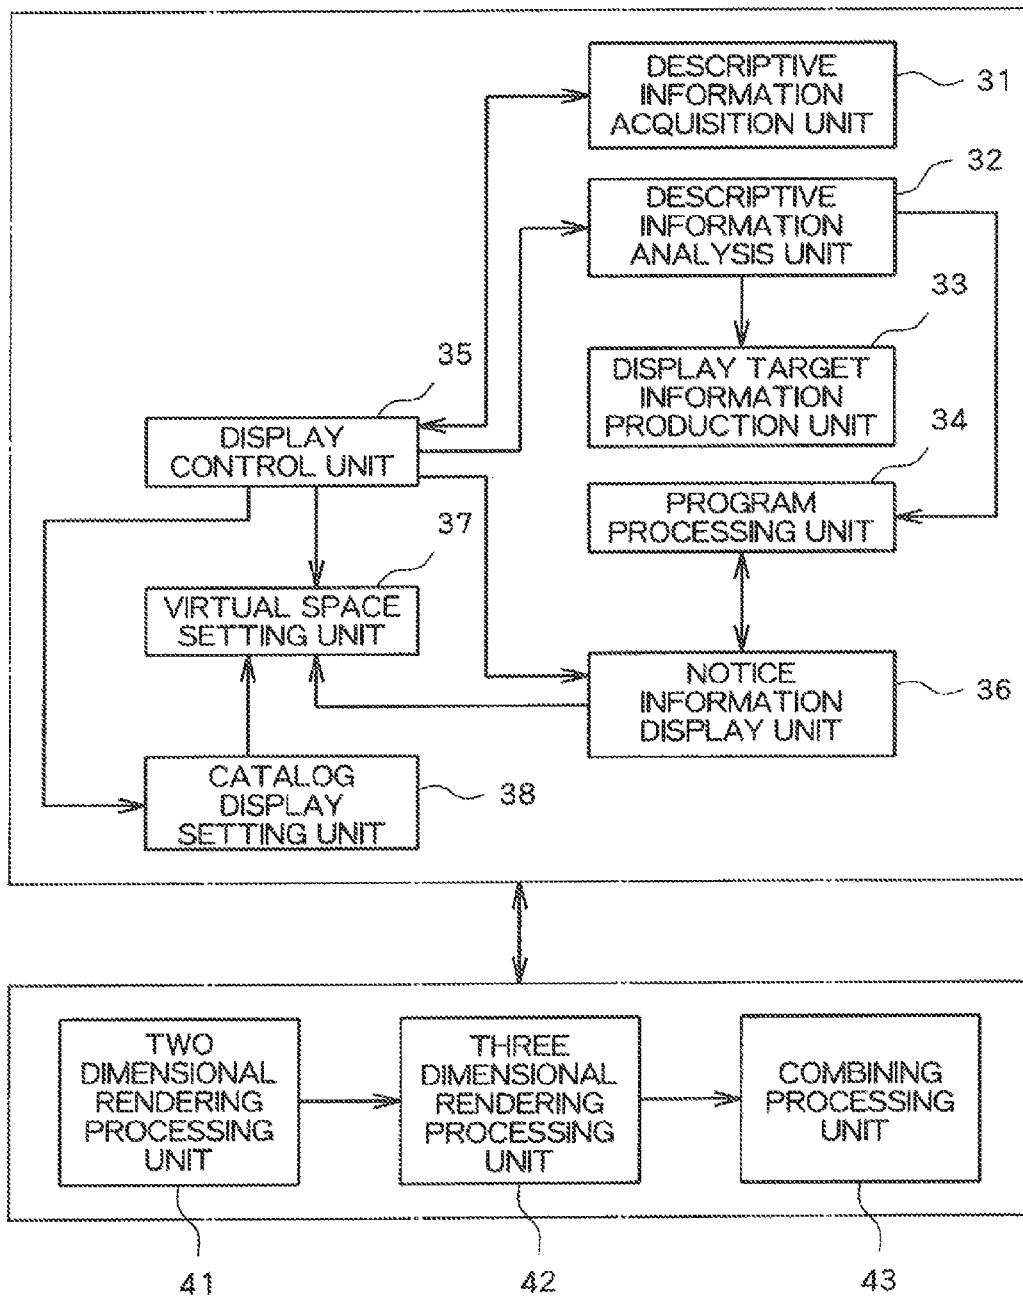 DESCRIPTIVE
INFORMATION
ACQUISITION UNIT
31
DESCRIPTIVE
INFORMATION
ANALYSIS UNIT
32
DISPLAY TARGET
INFORMATION
PRODUCTION UNIT
33
35
DISPLAY
CONTROL UNIT
34
PROGRAM
PROCESSING UNIT
37
VIRTUAL SPACE
SETTING UNIT
NOTICE
INFORMATION
DISPLAY UNIT
36
CATALOG
DISPLAY
SETTING UNIT
38
TWO
DIMENSIONAL
RENDERING
PROCESSING
UNIT
THREE
DIMENSIONAL
RENDERING
PROCESSING
UNIT
COMBINING
PROCESSING
UNIT
41
42
43